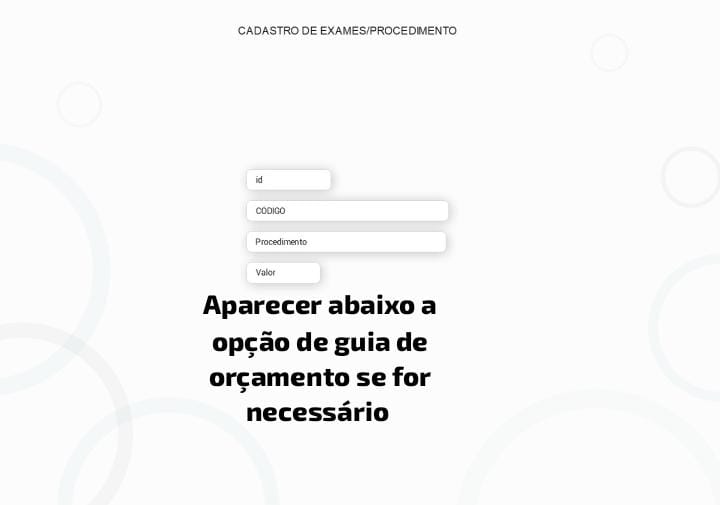 CADASTRO DE EXAMES/PROCEDIMENTO
id
CODIGO
Procedimento
Valor
Aparecer abaixo a
opção de guia de
orçamento se for
necessário